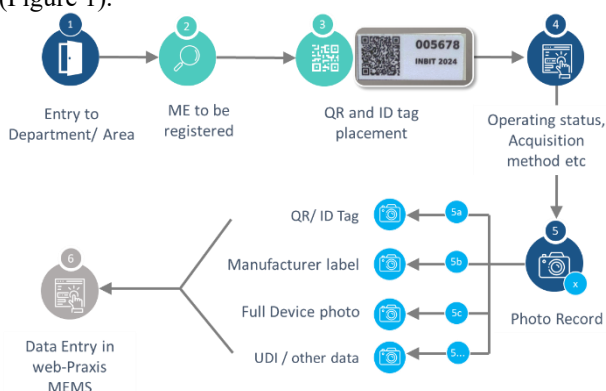 (Figure 1).
1
2
3
005678
INBIT 2024
4
Entry to
Department/ Area
ME to be
registered
QR and ID tag
placement
Operating status,
Acquisition
method etc
QR/ ID Tag
5a
Manufacturer label
5b
Full Device photo
5c
UDI / other data
5...
5
x
Photo Record
6
Data Entry in
web-Praxis
MEMS